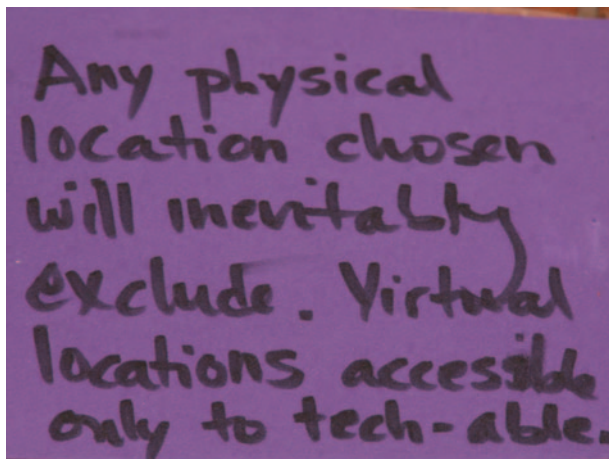 Any physical
location chosen
will inevitably
exclude. Virtual
locations accessible
only to tech-able.